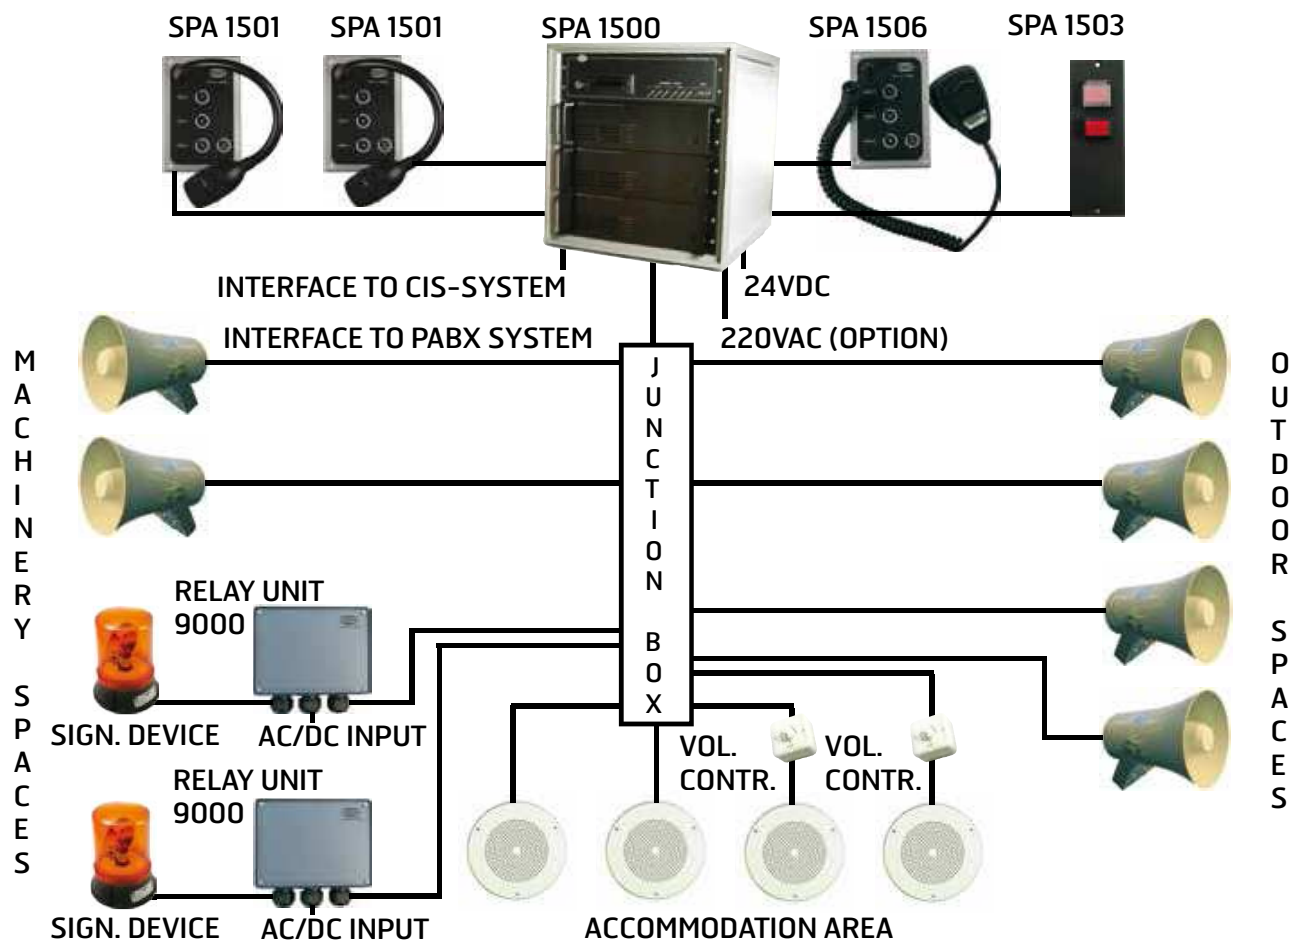 SPA 1501
SPA 1501
SPA 1500
SPA 1506
SPA 1503
INTERFACE TO CIS-SYSTEM
24VDC
INTERFACE TO PABX SYSTEM
220VAC (OPTION)
MACHINERY SPACES
JUNCTION BOX
OUTDOOR SPACES
RELAY UNIT
9000
SIGN. DEVICE
AC/DC INPUT
RELAY UNIT
9000
SIGN. DEVICE
AC/DC INPUT
VOL.
CONTR.
VOL.
CONTR.
ACCOMMODATION AREA